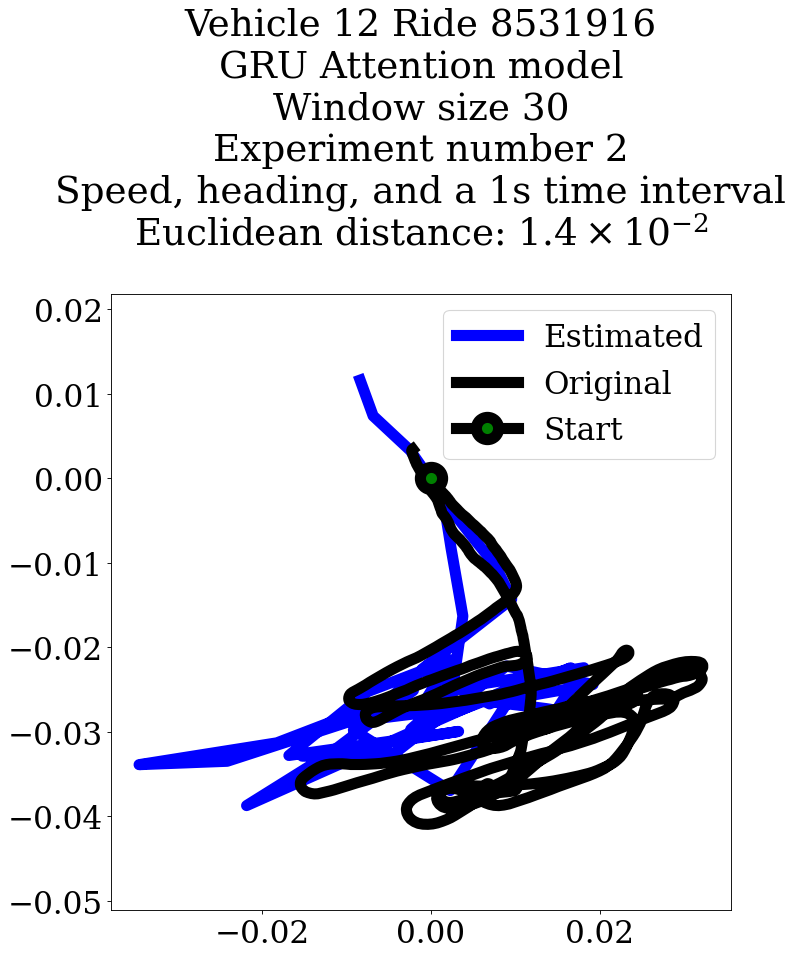 Vehicle 12 Ride 8531916
GRU Attention model
Window size 30
Experiment number 2
Speed, heading, and a 1s time interval
Euclidean distance: 1.4 × 10⁻²
0.02
0.01
0.00
−0.01
−0.02
−0.03
−0.04
−0.05
Estimated
Original
Start
−0.02 0.00 0.02